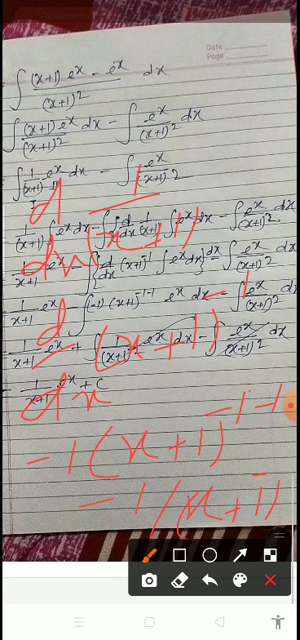 Date
Page
∫ (x+1) eˣ - eˣ / (x+1)² dx
∫ (x+1) eˣ / (x+1)² dx - ∫ eˣ / (x+1)² dx
= ∫ 1/(x+1) eˣ dx - ∫ eˣ / (x+1)²
1/(x+1) ∫ eˣ dx - ∫ d/dx 1/(x+1) ∫ eˣ dx - ∫ eˣ / (x+1)² dx
1/(x+1) eˣ - ∫ { d/dx (x+1)⁻¹ ∫ eˣ dx } dx - ∫ eˣ / (x+1)² dx
1/(x+1) eˣ - ∫ (-1) (x+1)⁻¹⁻¹ eˣ dx - ∫ eˣ / (x+1)² dx
1/(x+1) eˣ + ∫ 1/(x+1)² eˣ dx - ∫ eˣ / (x+1)² dx
= 1/(x+1) eˣ + C
d/dx (1/(x+1))
d/dx (x+1)⁻¹
-1 (x+1)⁻¹⁻¹